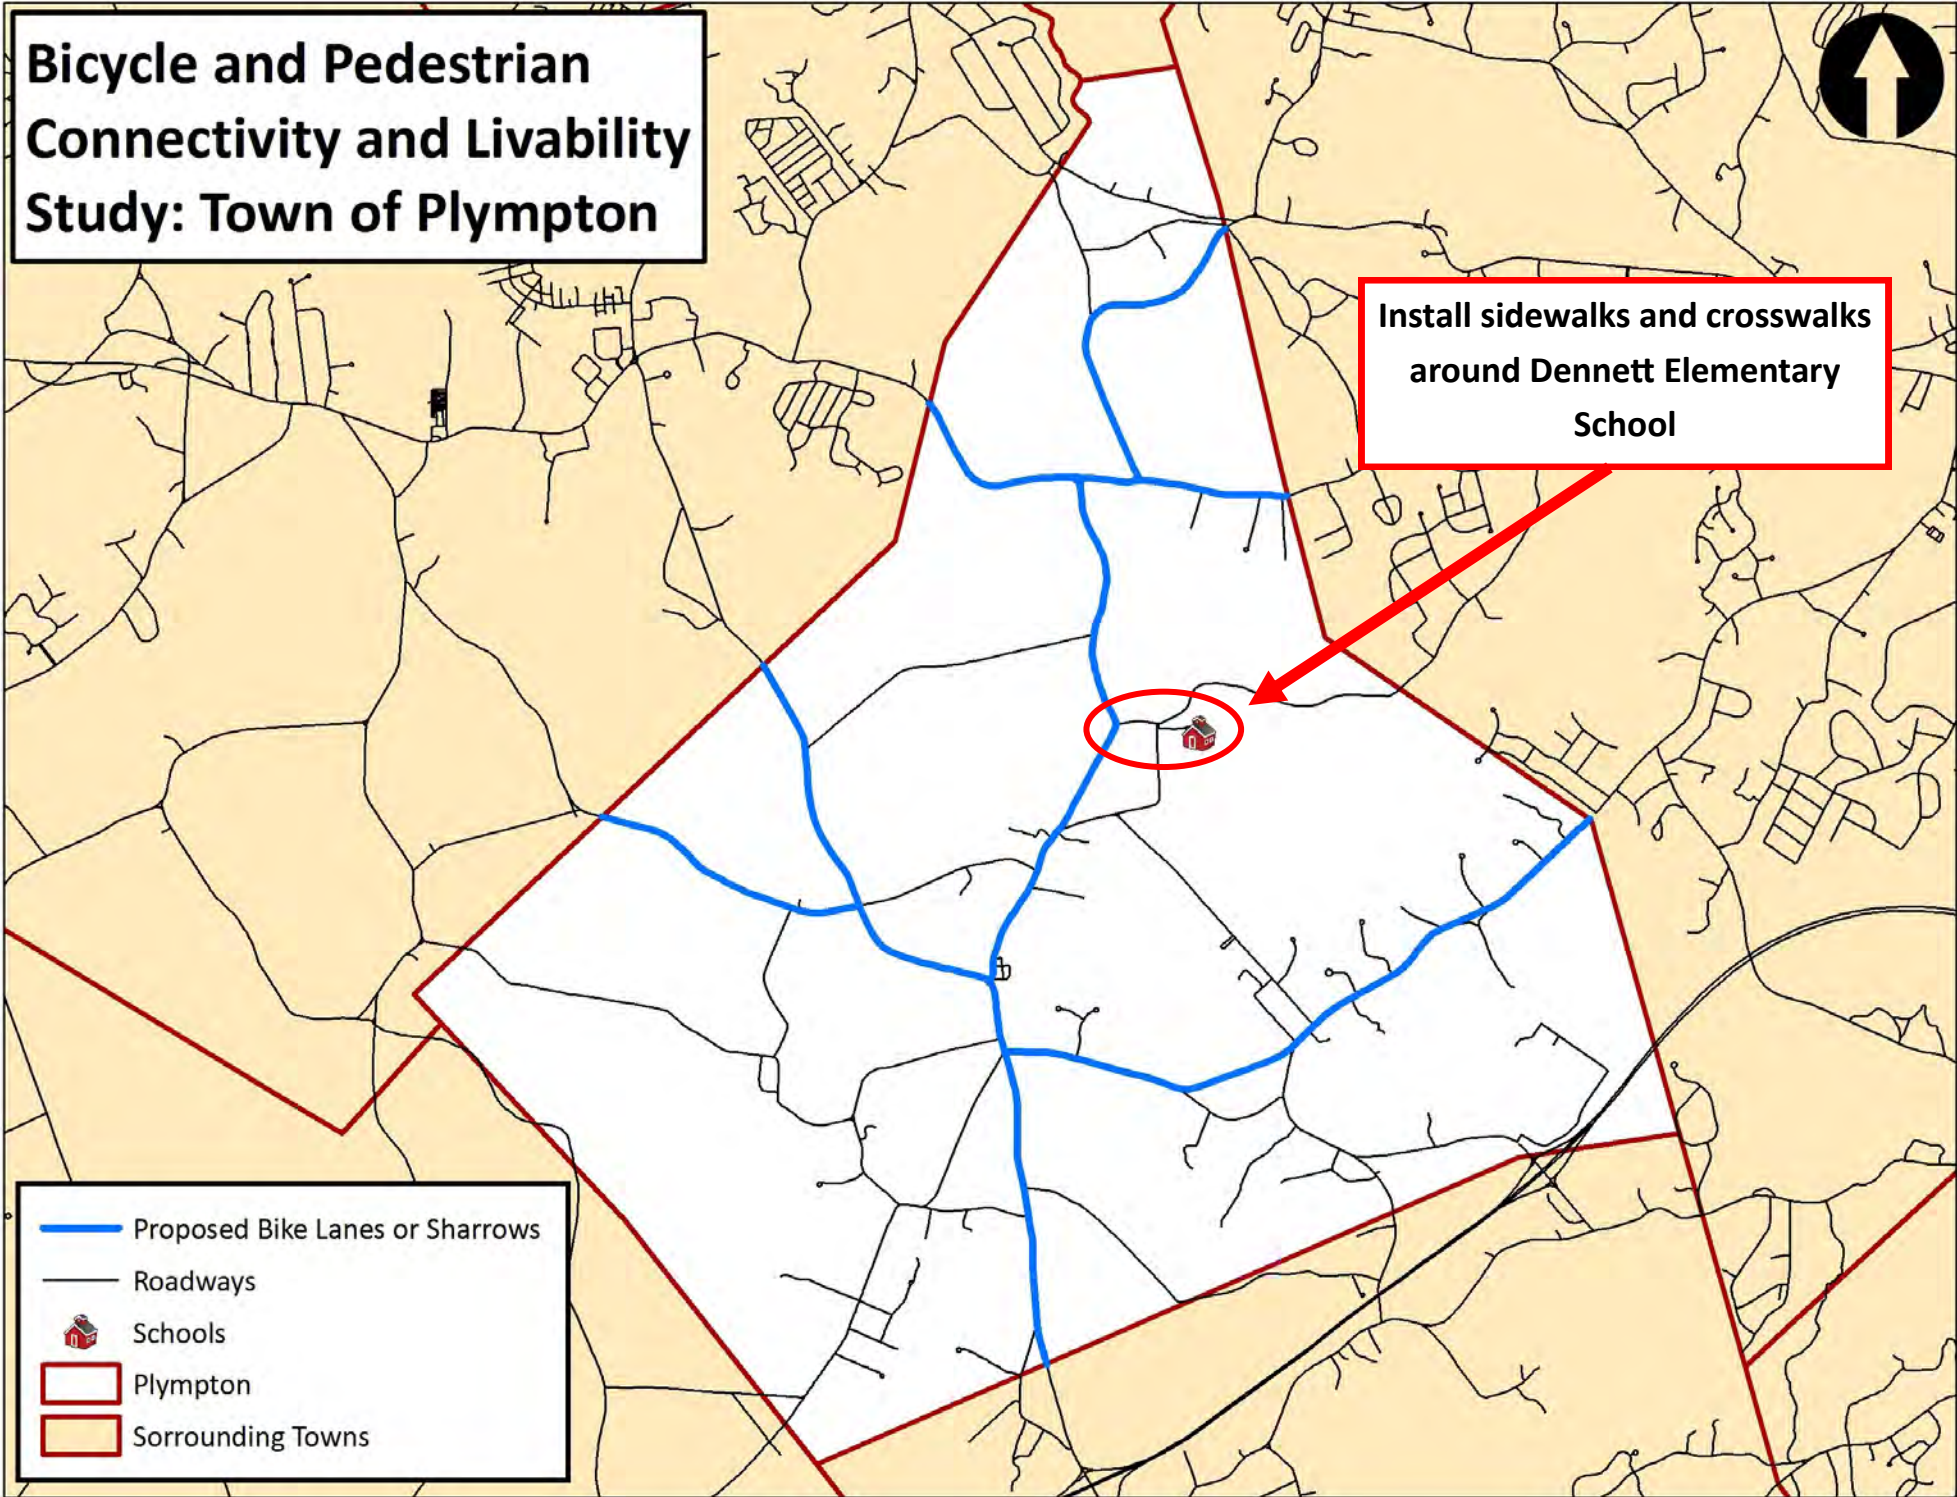 Bicycle and Pedestrian
Connectivity and Livability
Study: Town of Plympton
Install sidewalks and crosswalks
around Dennett Elementary
School
Proposed Bike Lanes or Sharrows
Roadways
Schools
Plympton
Sorrounding Towns